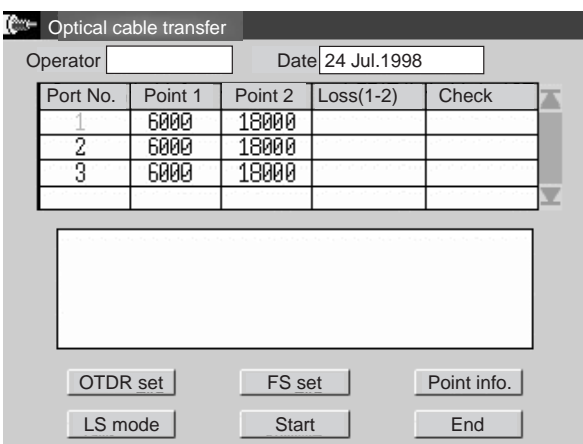 Optical cable transfer
Operator Date 24 Jul.1998
Port No. Point 1 Point 2 Loss(1-2) Check
1 6000 18000
2 6000 18000
3 6000 18000
OTDR set FS set Point info.
LS mode Start End